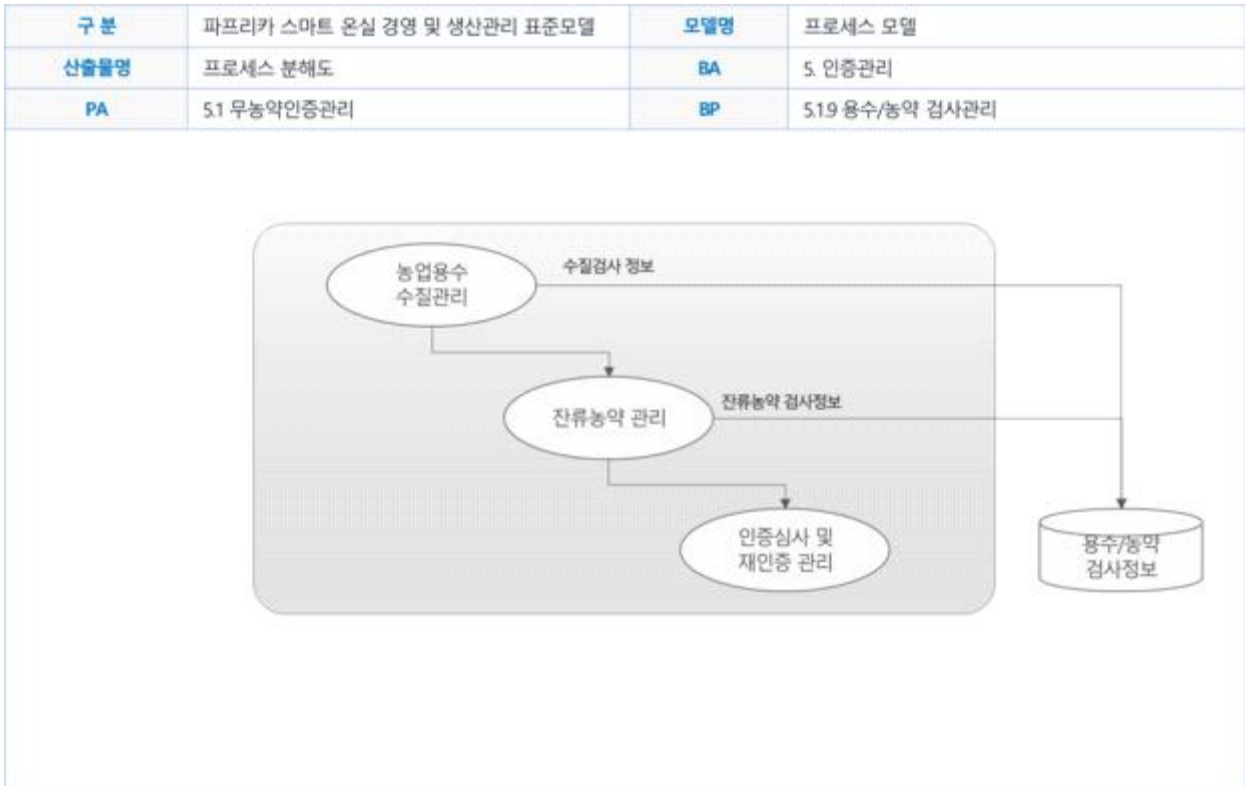 구 분 파프리카 스마트 온실 경영 및 생산관리 표준모델 모델명 프로세스 모델
산출물명 프로세스 분해도 BA 5. 인증관리
PA 5.1 무농약인증관리 BP 5.1.9 용수/농약 검사관리
농업용수
수질관리
수질검사 정보
잔류농약 관리
잔류농약 검사정보
인증심사 및
재인증 관리
용수/농약
검사정보